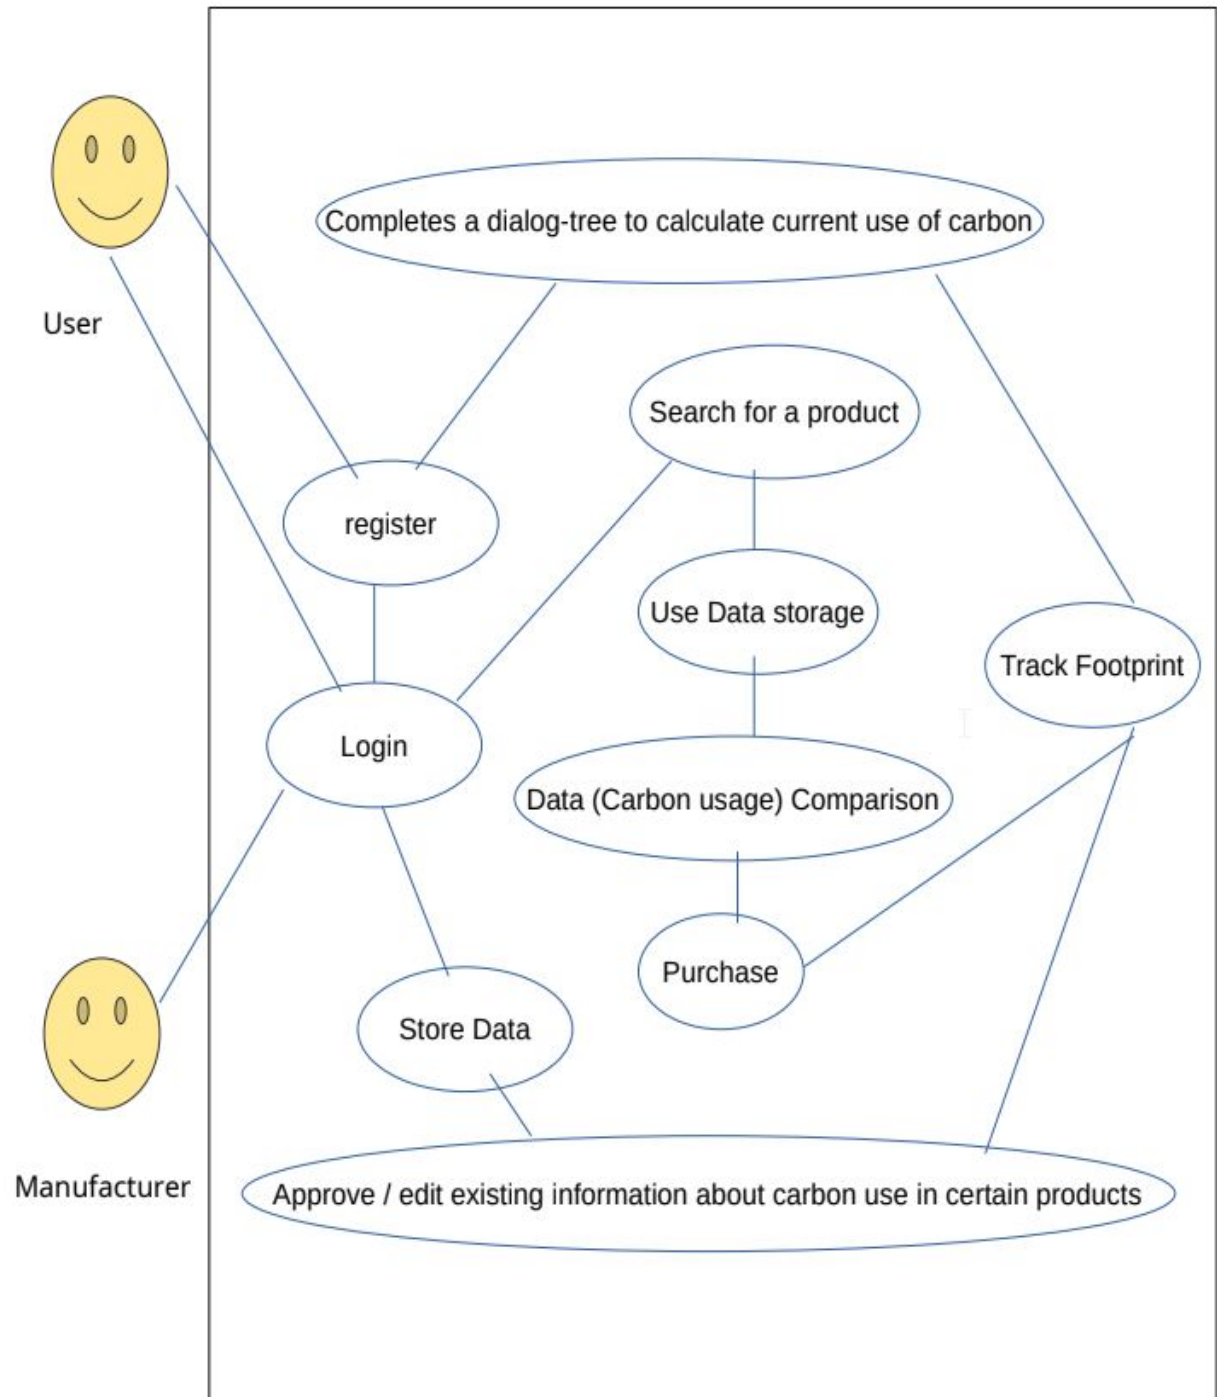 Completes a dialog-tree to calculate current use of carbon
User
Search for a product
register
Use Data storage
Track Footprint
Login
Data (Carbon usage) Comparison
Purchase
Store Data
Manufacturer
Approve / edit existing information about carbon use in certain products